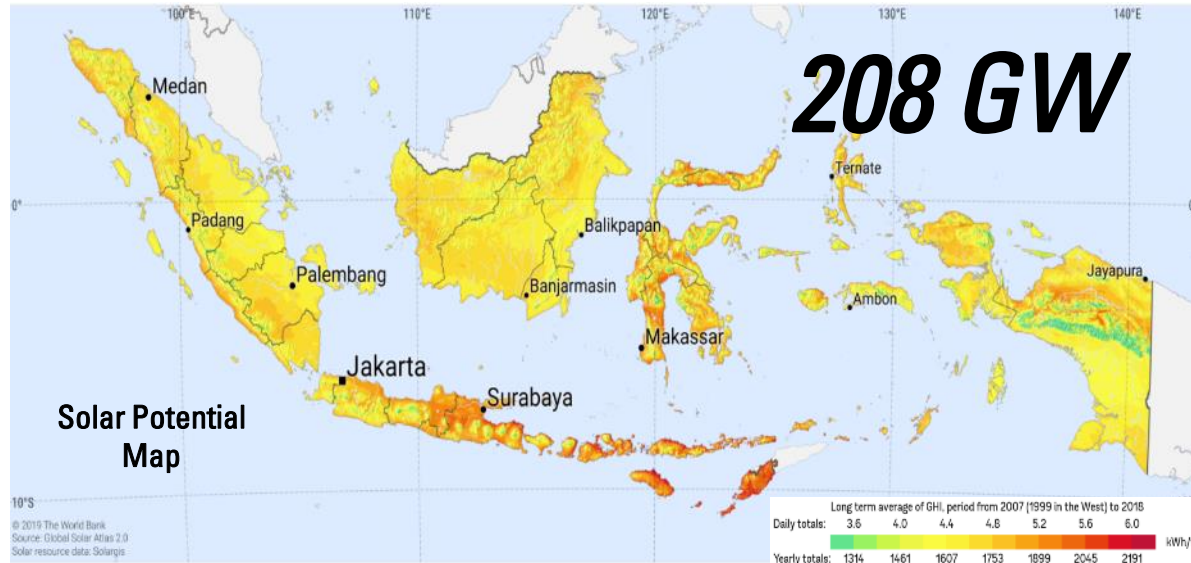 100°E 110°E 120°E 130°E 140°E
208 GW
Medan
Ternate
0°
Padang
Balikpapan
Palembang
Jayapura
Banjarmasin
Ambon
Makassar
Jakarta
Surabaya
Solar Potential
Map
10°S
© 2019 The World Bank
Source: Global Solar Atlas 2.0
Solar resource data: Solargis
Long term average of GHI, period from 2007 (1999 in the West) to 2018
Daily totals: 3.6 4.0 4.4 4.8 5.2 5.6 6.0
kWh/
Yearly totals: 1314 1461 1607 1753 1899 2045 2191